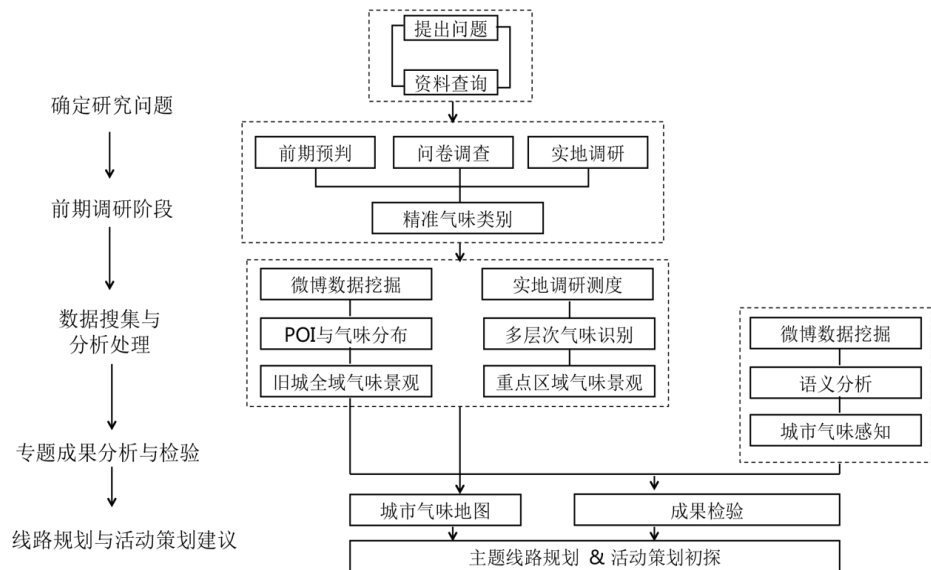 提出问题
资料查询
确定研究问题
前期预判
问卷调查
实地调研
前期调研阶段
精准气味类别
数据搜集与
分析处理
微博数据挖掘
实地调研测度
POI与气味分布
多层次气味识别
旧城全域气味景观
重点区域气味景观
微博数据挖掘
语义分析
城市气味感知
专题成果分析与检验
城市气味地图
成果检验
线路规划与活动策划建议
主题线路规划 & 活动策划初探